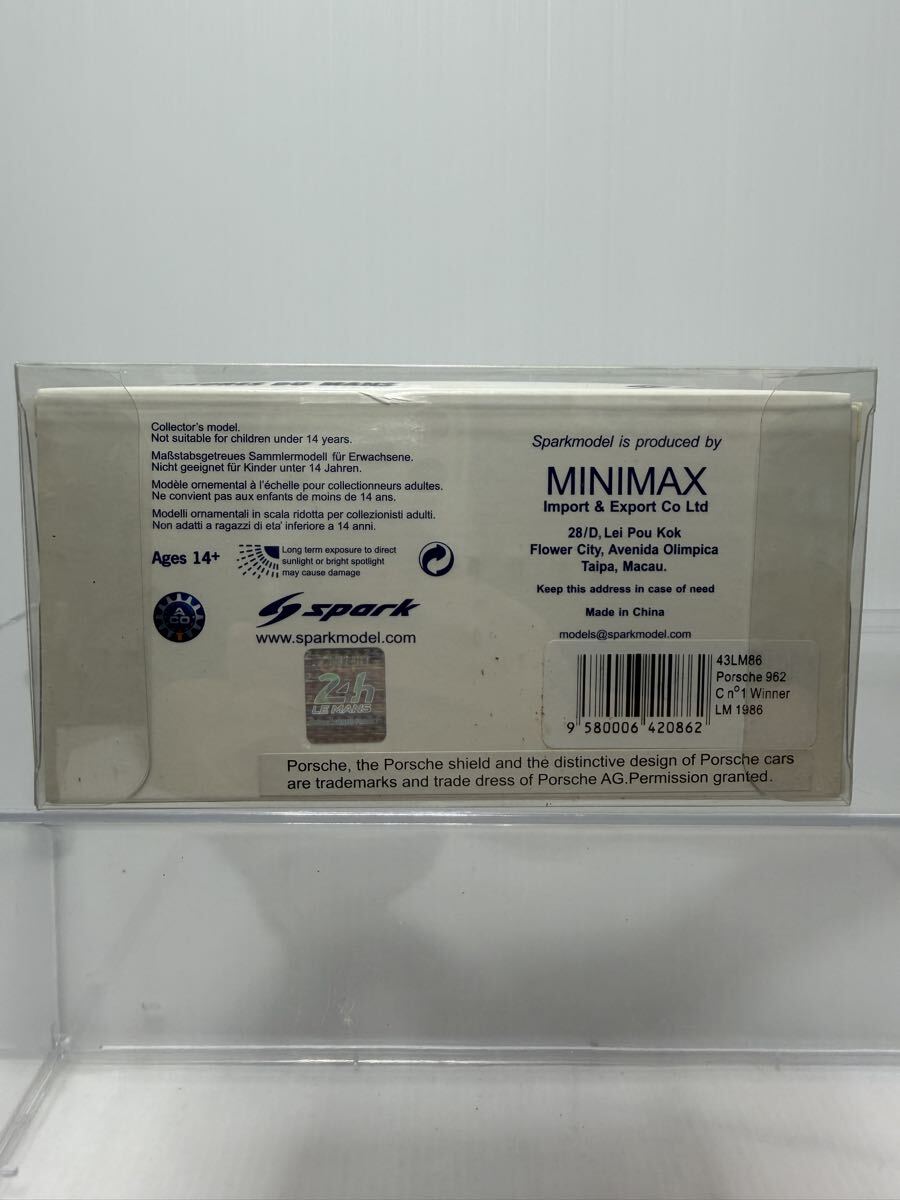 Collector's model.
Not suitable for children under 14 years.
Maßstabsgetreues Sammlermodell für Erwachsene.
Nicht geeignet für Kinder unter 14 Jahren.
Modèle ornemental à l'échelle pour collectionneurs adultes.
Ne convient pas aux enfants de moins de 14 ans.
Modelli ornamentali in scala ridotta per collezionisti adulti.
Non adatti a ragazzi di eta' inferiore a 14 anni.
Ages 14+
Long term exposure to direct
sunlight or bright spotlight
may cause damage
ACO
spark
www.sparkmodel.com
24h
LE MANS
Sparkmodel is produced by
MINIMAX
Import & Export Co Ltd
28/D, Lei Pou Kok
Flower City, Avenida Olimpica
Taipa, Macau.
Keep this address in case of need
Made in China
models@sparkmodel.com
43LM86
Porsche 962
C n°1 Winner
LM 1986
9 580006 420862
Porsche, the Porsche shield and the distinctive design of Porsche cars
are trademarks and trade dress of Porsche AG.Permission granted.